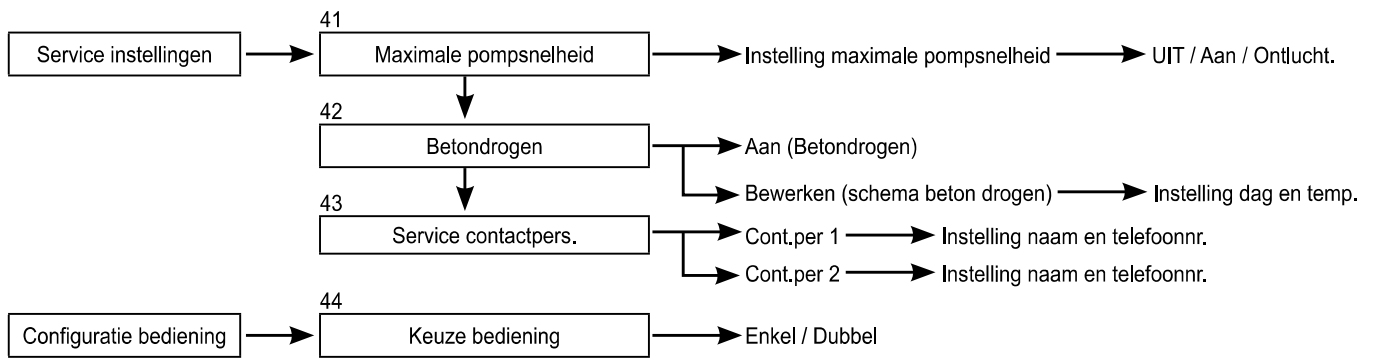 41
Service instellingen
Maximale pompsnelheid
Instelling maximale pompsnelheid
UIT / Aan / Ontlucht.
42
Betondrogen
Aan (Betondrogen)
Bewerken (schema beton drogen)
Instelling dag en temp.
43
Service contactpers.
Cont.per 1
Instelling naam en telefoonnr.
Cont.per 2
Instelling naam en telefoonnr.
44
Configuratie bediening
Keuze bediening
Enkel / Dubbel